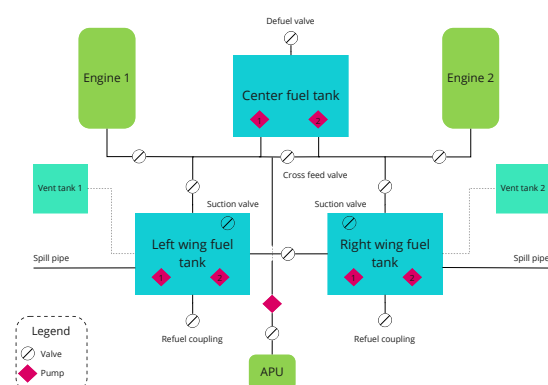 Defuel valve
Engine 1
Center fuel tank
Engine 2
1
2
Cross feed valve
Vent tank 1
Vent tank 2
Suction valve
Suction valve
Left wing fuel
tank
Right wing fuel
tank
Spill pipe
Spill pipe
1
2
1
2
Refuel coupling
Refuel coupling
Legend
Valve
Pump
APU